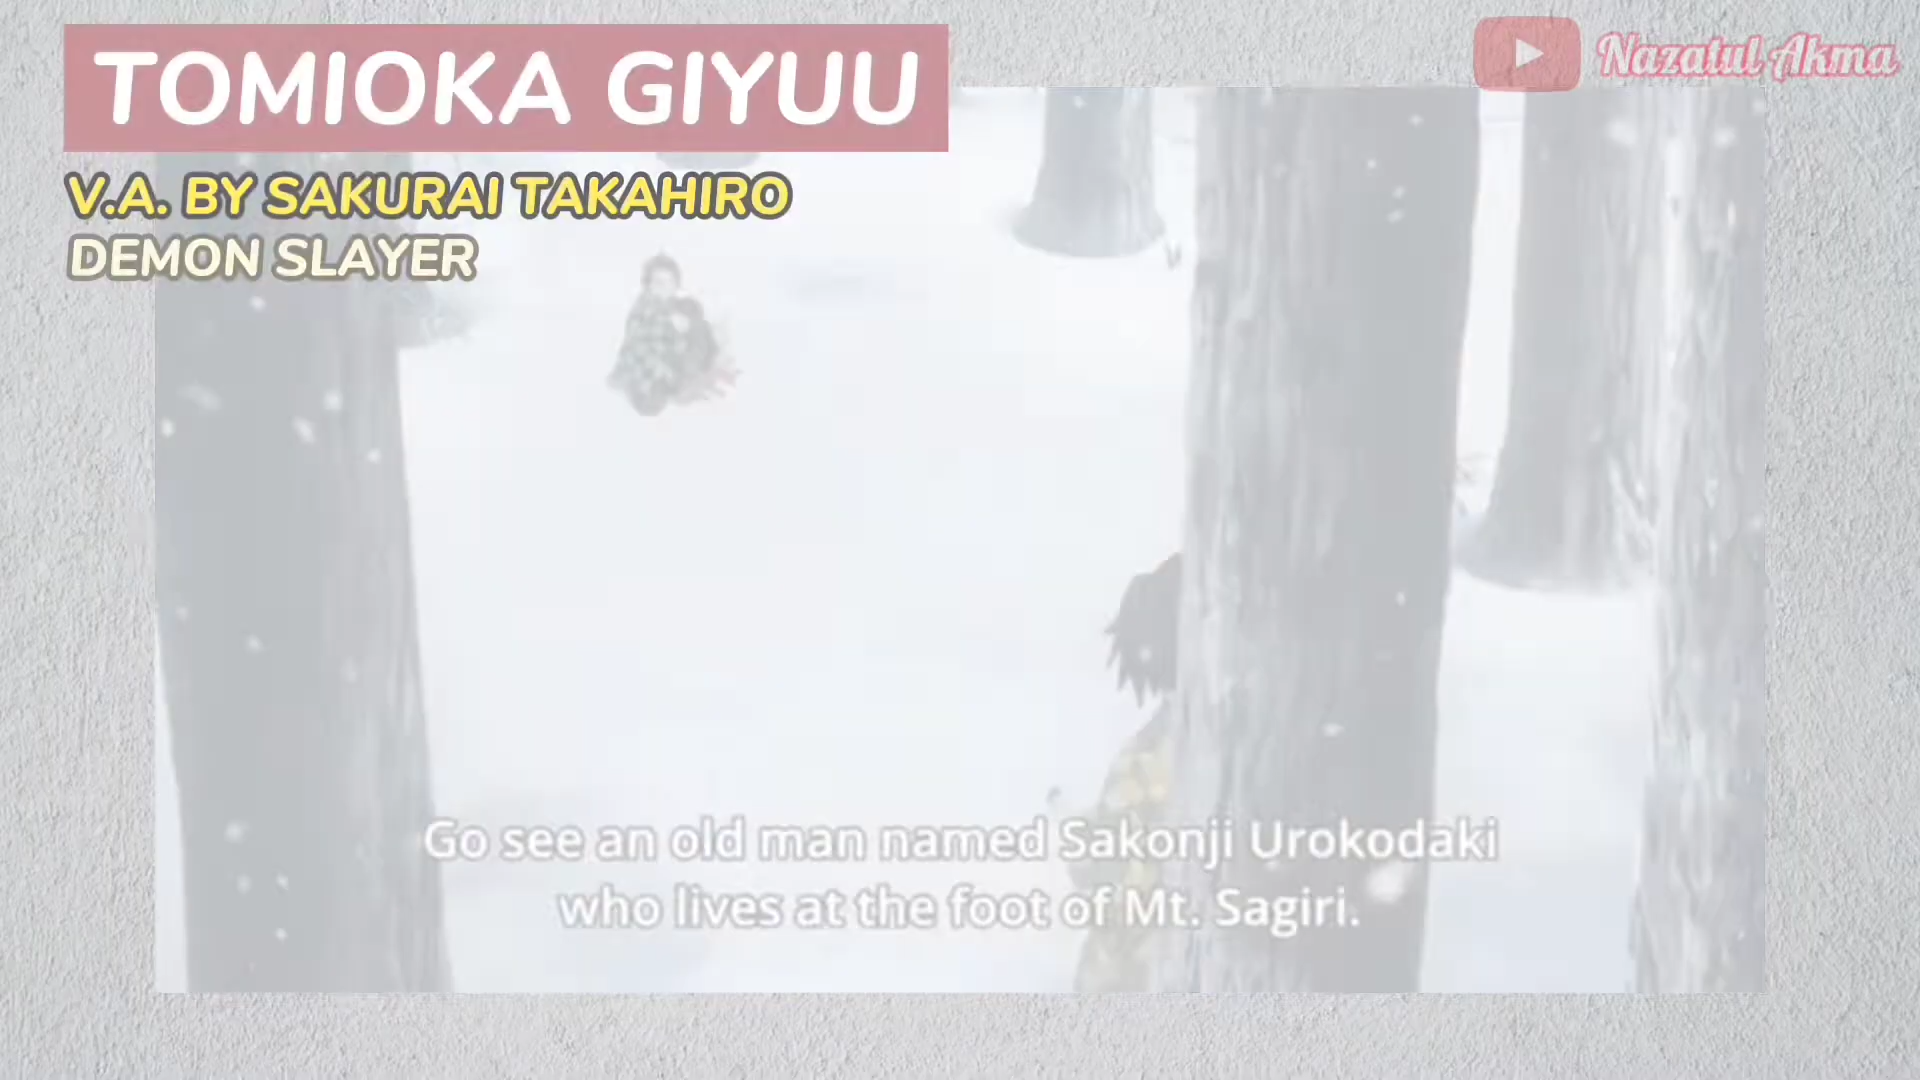 TOMIOKA GIYUU
Nazatul Akma
V.A. BY SAKURAI TAKAHIRO
DEMON SLAYER
Go see an old man named Sakonji Urokodaki
who lives at the foot of Mt. Sagiri.